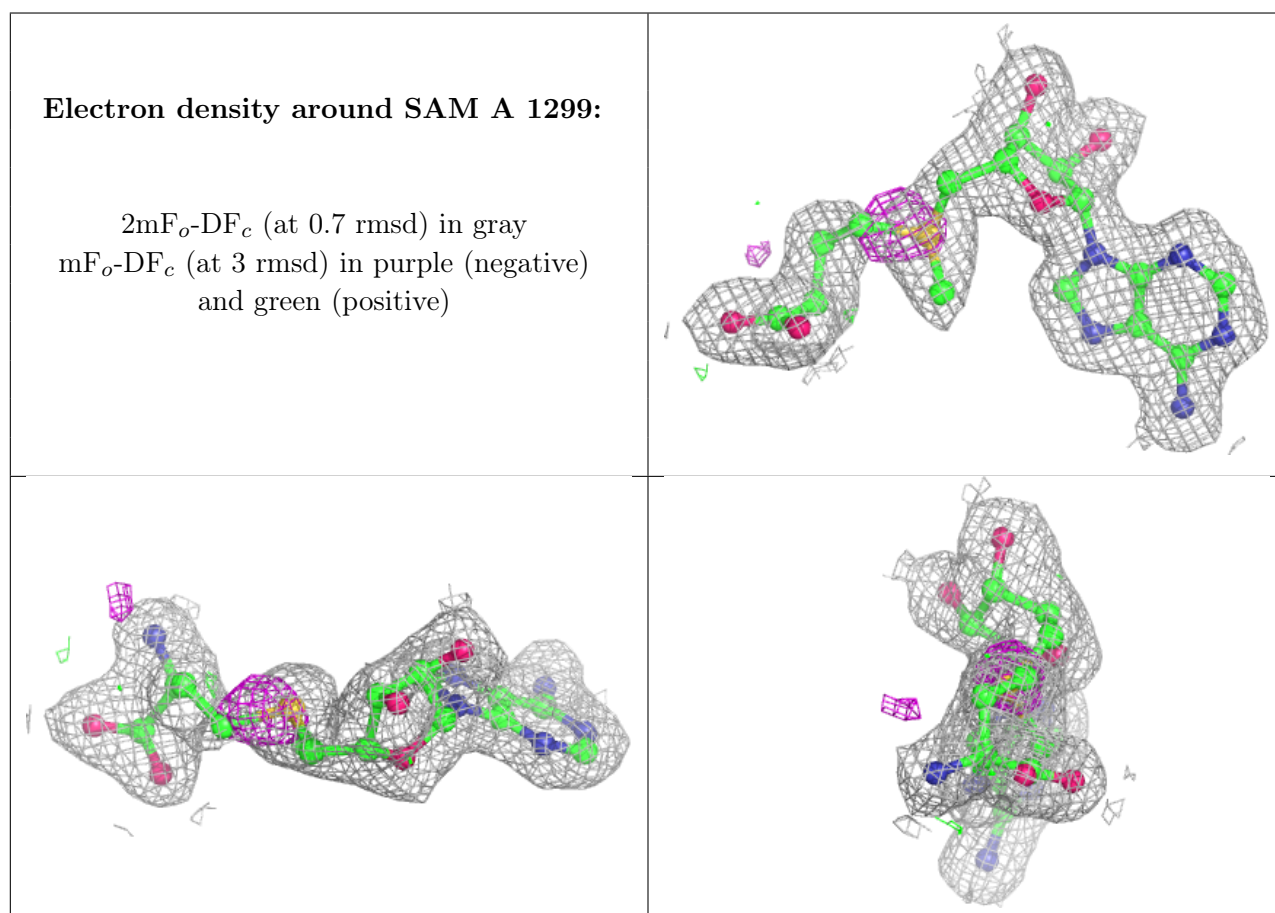 Electron density around SAM A 1299:
2mFo-DFc (at 0.7 rmsd) in gray
mFo-DFc (at 3 rmsd) in purple (negative)
and green (positive)